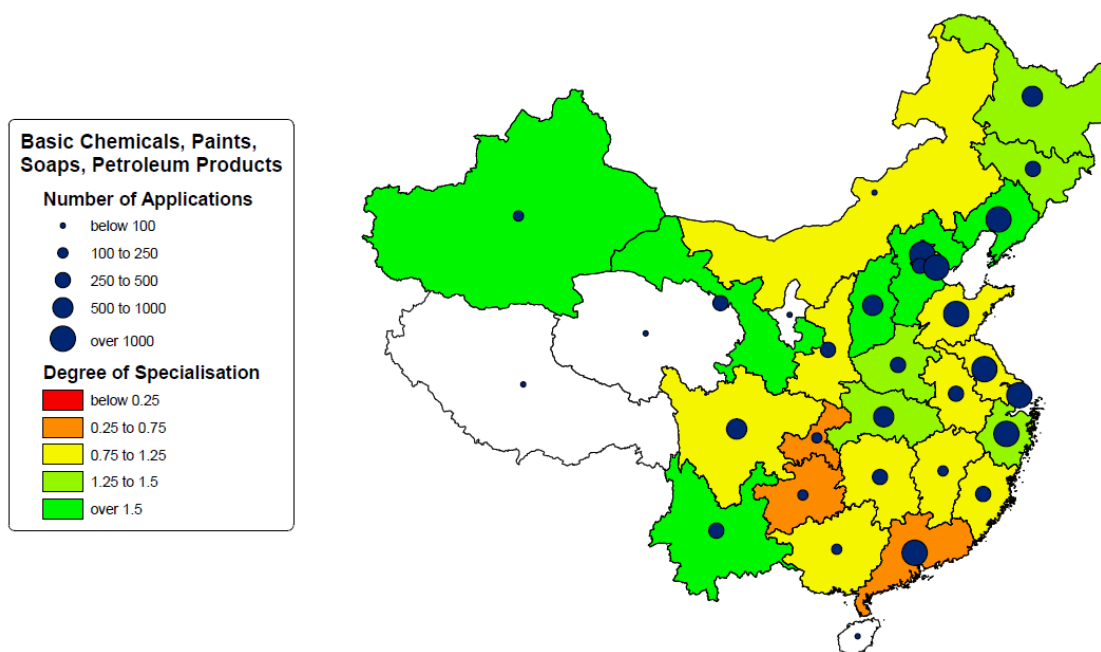 Basic Chemicals, Paints,
Soaps, Petroleum Products
Number of Applications
below 100
100 to 250
250 to 500
500 to 1000
over 1000
Degree of Specialisation
below 0.25
0.25 to 0.75
0.75 to 1.25
1.25 to 1.5
over 1.5